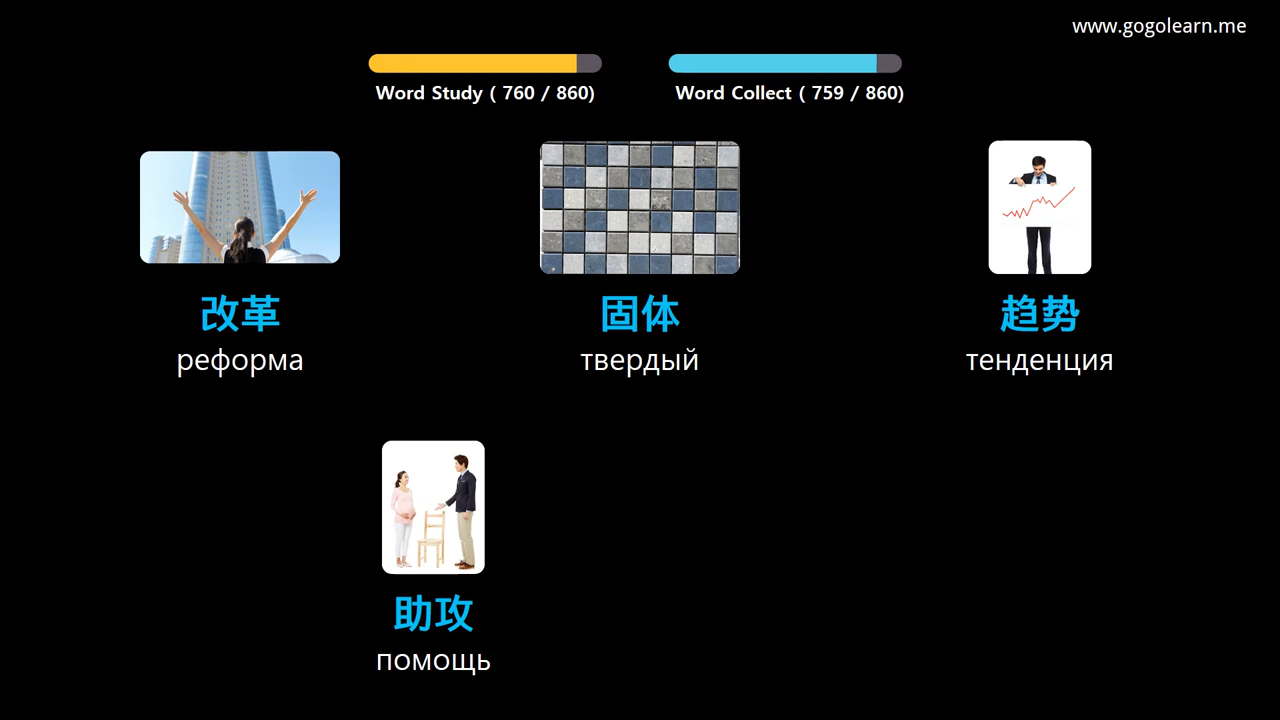 www.gogolearn.me
Word Study ( 760 / 860)
Word Collect ( 759 / 860)
改革
реформа
固体
твердый
趋势
тенденция
助攻
помощь